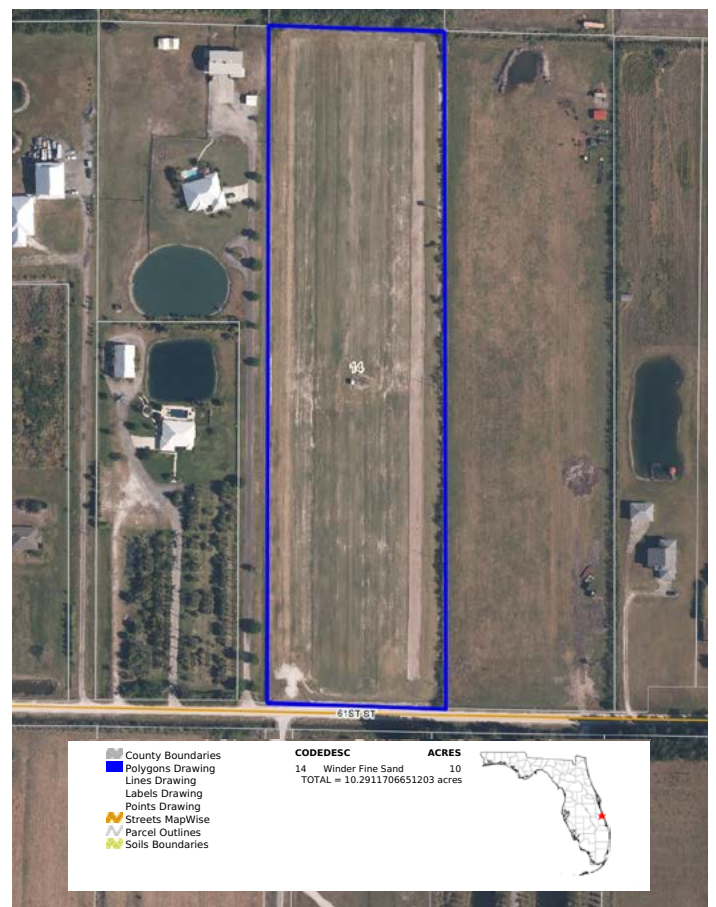 14
61ST ST
County Boundaries
Polygons Drawing
Lines Drawing
Labels Drawing
Points Drawing
Streets MapWise
Parcel Outlines
Soils Boundaries
CODEDESC ACRES
14 Winder Fine Sand 10
TOTAL = 10.2911706651203 acres